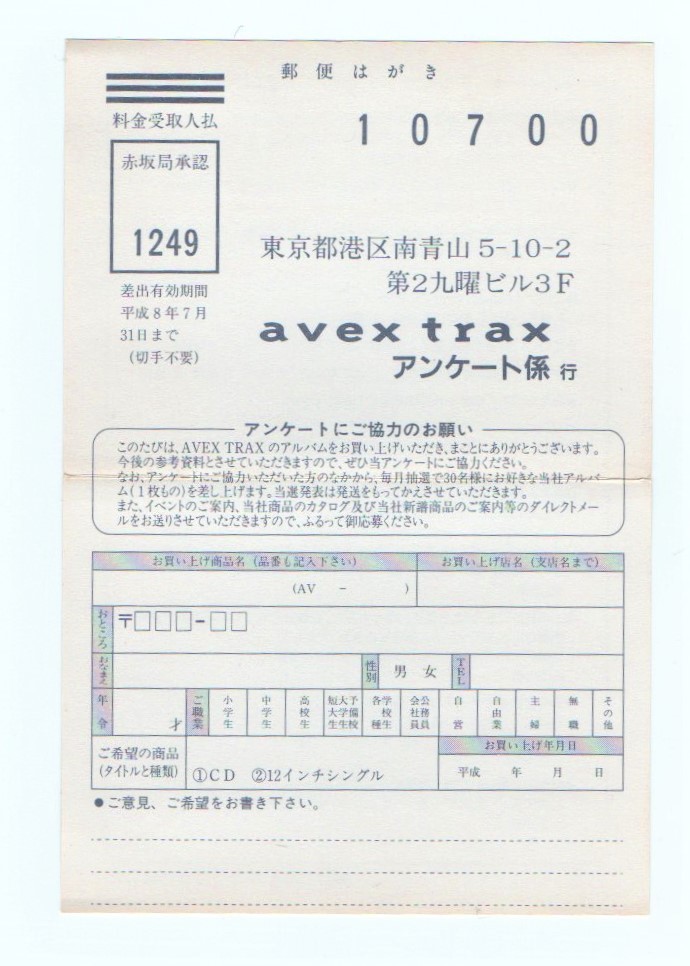 郵便はがき
料金受取人払
赤坂局承認
1249
差出有効期間
平成8年7月
31日まで
(切手不要)
10700
東京都港区南青山5-10-2
第2九曜ビル3F
avex trax
アンケート係 行
アンケートにご協力のお願い
このたびは、AVEX TRAXのアルバムをお買い上げいただき、まことにありがとうございます。
今後の参考資料とさせていただきますので、ぜひ当アンケートにご協力ください。
なお、アンケートにご協力いただいた方のなかから、毎月抽選で30名様にお好きな当社アルバ
ム(1枚もの)を差し上げます。当選発表は発送をもってかえさせていただきます。
また、イベントのご案内、当社商品のカタログ及び当社新譜商品のご案内等のダイレクトメー
ルをお送りさせていただきますので、ふるって御応募ください。
お買い上げ商品名(品番も記入下さい) お買い上げ店名(支店名まで)
(AV - )
おところ 〒□□□-□□
おなまえ 性別 男 女 TEL
年令 才 ご職業 小学生 中学生 高校生 短大生 大学生 予備校生 各種学校生 会社員 公務員 自営 自由業 主婦 無職 その他
ご希望の商品
(タイトルと種類) ①CD ②12インチシングル
お買い上げ年月日
平成 年 月 日
●ご意見、ご希望をお書き下さい。